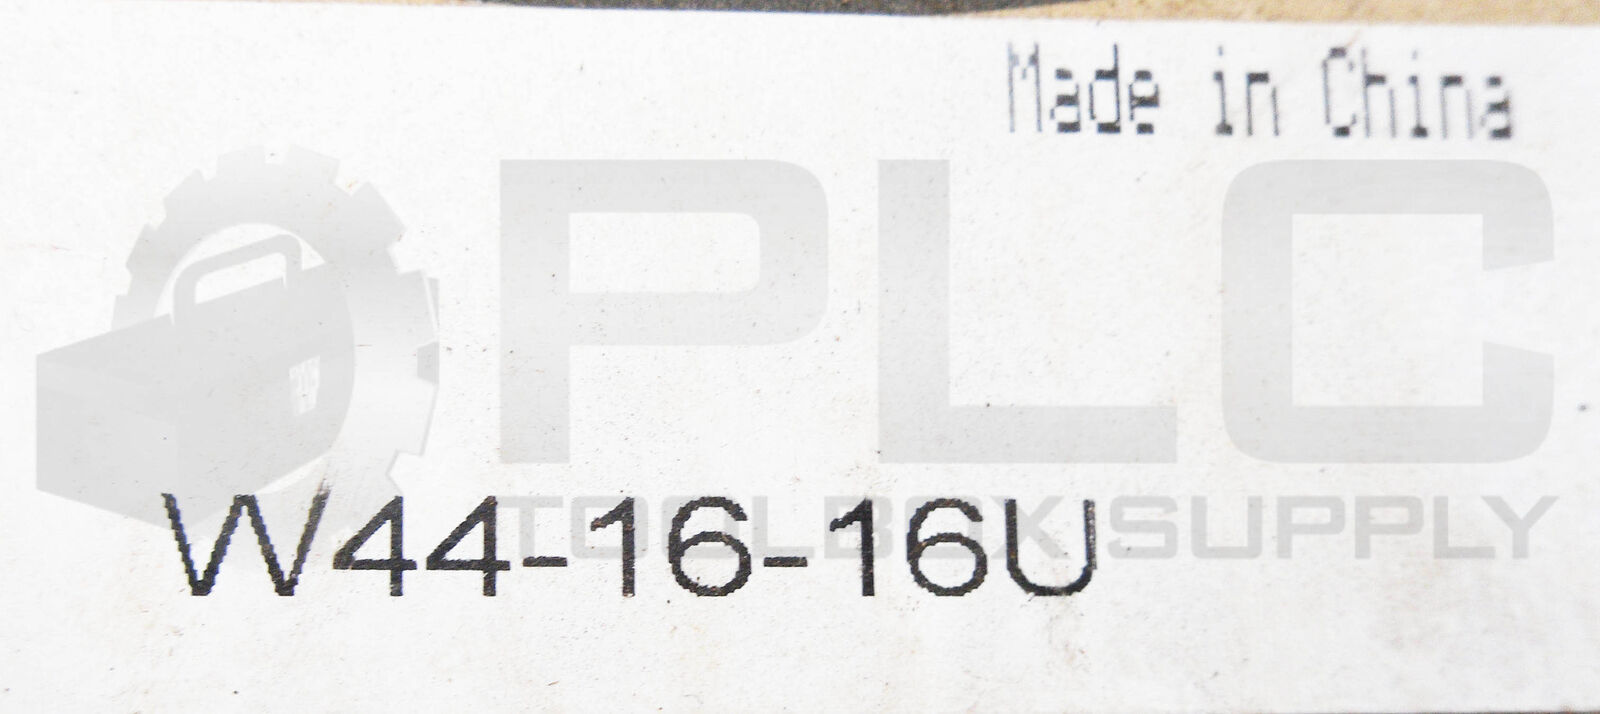 Made in China
PLC
TOOLBOX SUPPLY
W44-16-16U